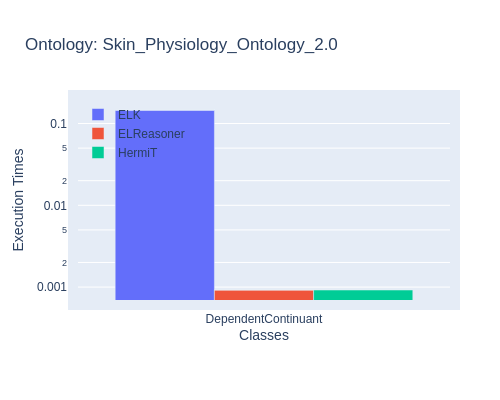 Ontology: Skin_Physiology_Ontology_2.0
ELK
ELReasoner
HermiT
0.1
5
2
0.01
5
2
0.001
Execution Times
DependentContinuant
Classes